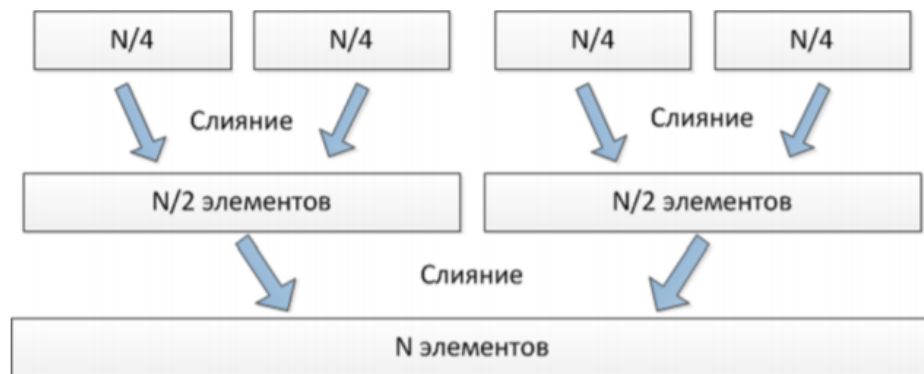 N/4 N/4 N/4 N/4
Слияние Слияние
N/2 элементов N/2 элементов
Слияние
N элементов